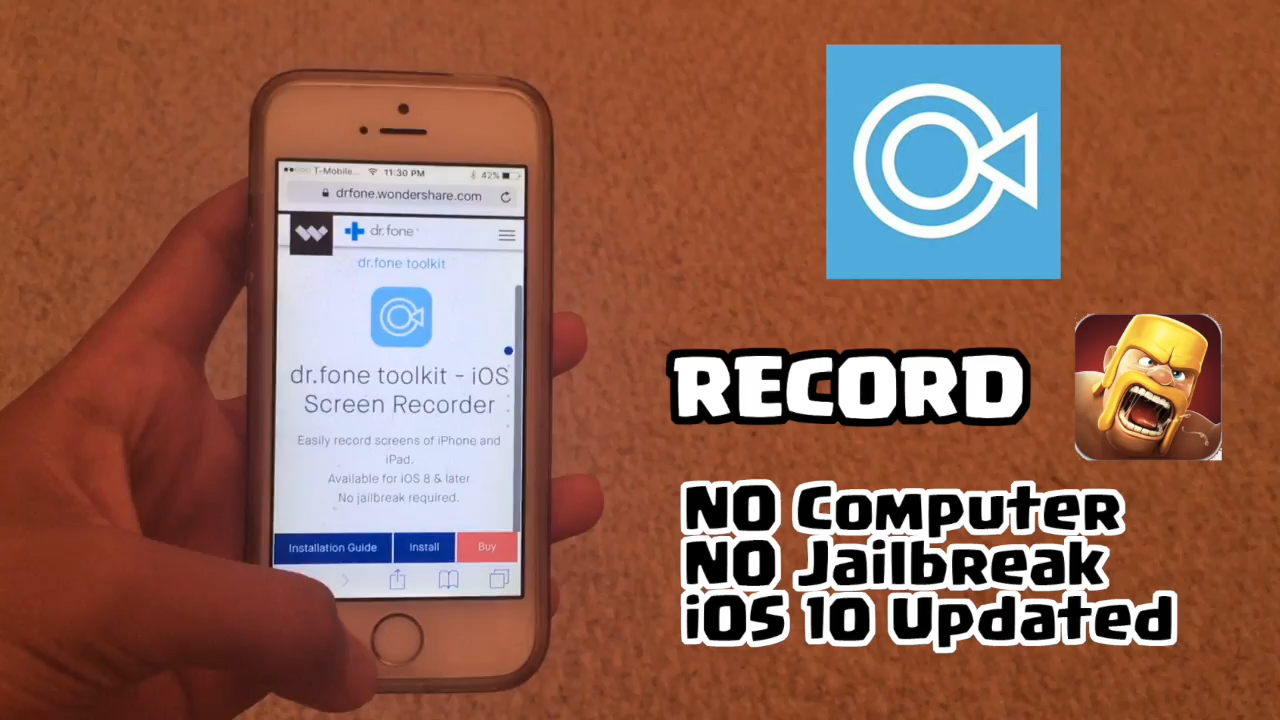 T-Mobile... 11:30 PM 42%
drfone.wondershare.com
dr.fone
dr.fone toolkit
dr.fone toolkit - iOS
Screen Recorder
Easily record screens of iPhone and
iPad.
Available for iOS 8 & later
No jailbreak required.
Installation Guide Install Buy
RECORD
NO Computer
NO Jailbreak
iOS 10 Updated